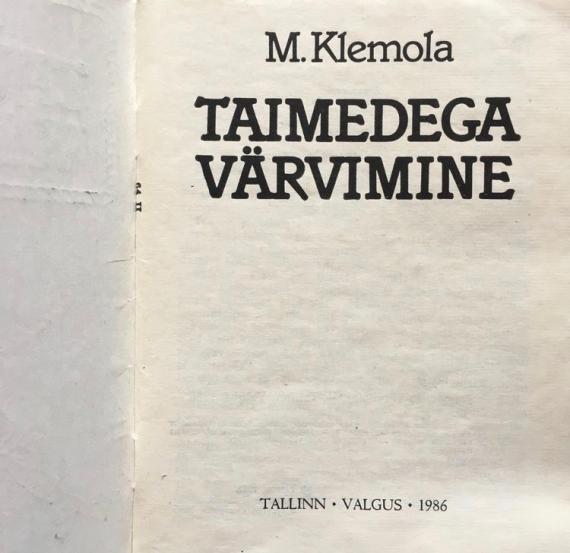 M. Klemola
TAIMEDEGA
VÄRVIMINE
TALLINN • VALGUS • 1986